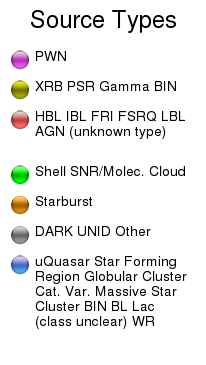 Source Types
PWN
XRB PSR Gamma BIN
HBL IBL FRI FSRQ LBL
AGN (unknown type)
Shell SNR/Molec. Cloud
Starburst
DARK UNID Other
uQuasar Star Forming
Region Globular Cluster
Cat. Var. Massive Star
Cluster BIN BL Lac
(class unclear) WR